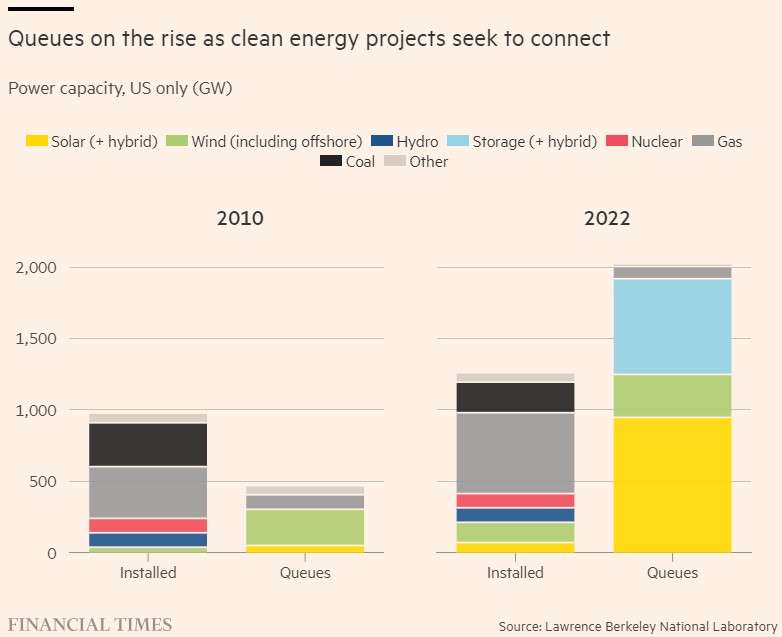 Queues on the rise as clean energy projects seek to connect
Power capacity, US only (GW)
Solar (+ hybrid) Wind (including offshore) Hydro Storage (+ hybrid) Nuclear Gas
Coal Other
2010 2022
2,000
1,500
1,000
500
0
Installed Queues Installed Queues
FINANCIAL TIMES Source: Lawrence Berkeley National Laboratory